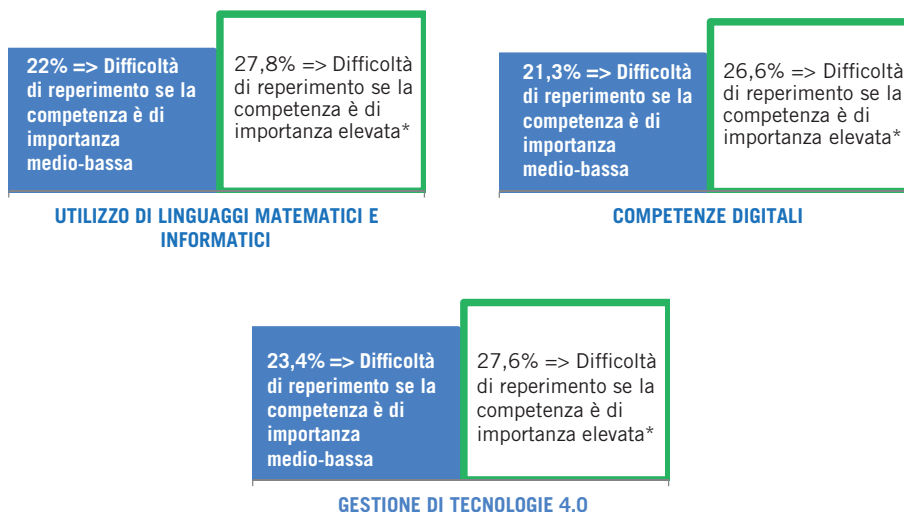 22% => Difficoltà
di reperimento se la
competenza è di
importanza
medio-bassa
27,8% => Difficoltà
di reperimento se la
competenza è di
importanza elevata*
UTILIZZO DI LINGUAGGI MATEMATICI E
INFORMATICI
21,3% => Difficoltà
di reperimento se la
competenza è di
importanza
medio-bassa
26,6% => Difficoltà
di reperimento se la
competenza è di
importanza elevata*
COMPETENZE DIGITALI
23,4% => Difficoltà
di reperimento se la
competenza è di
importanza
medio-bassa
27,6% => Difficoltà
di reperimento se la
competenza è di
importanza elevata*
GESTIONE DI TECNOLOGIE 4.0